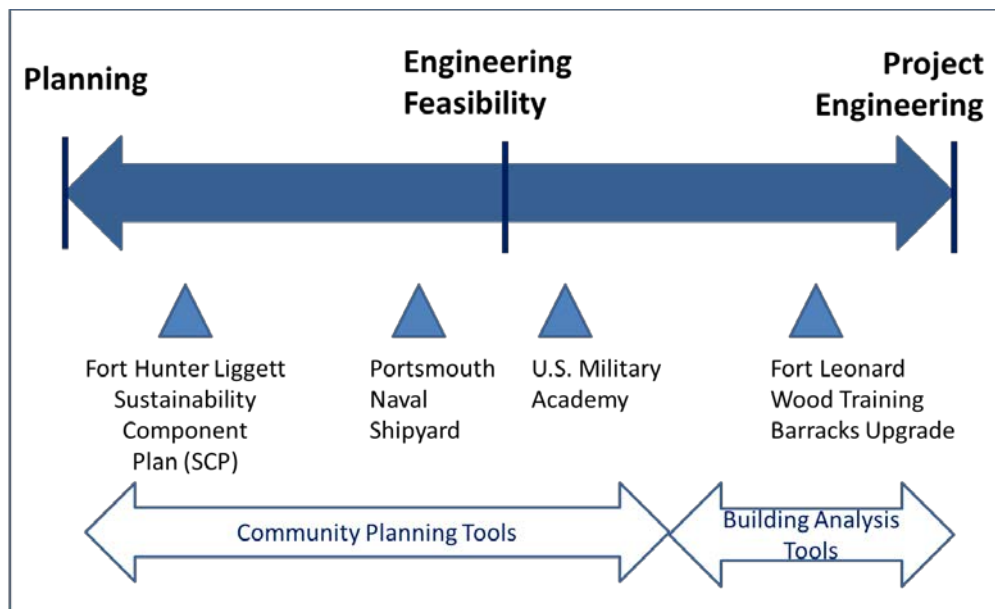 Planning
Engineering
Feasibility
Project
Engineering
Fort Hunter Liggett
Sustainability
Component
Plan (SCP)
Portsmouth
Naval
Shipyard
U.S. Military
Academy
Fort Leonard
Wood Training
Barracks Upgrade
Community Planning Tools
Building Analysis
Tools